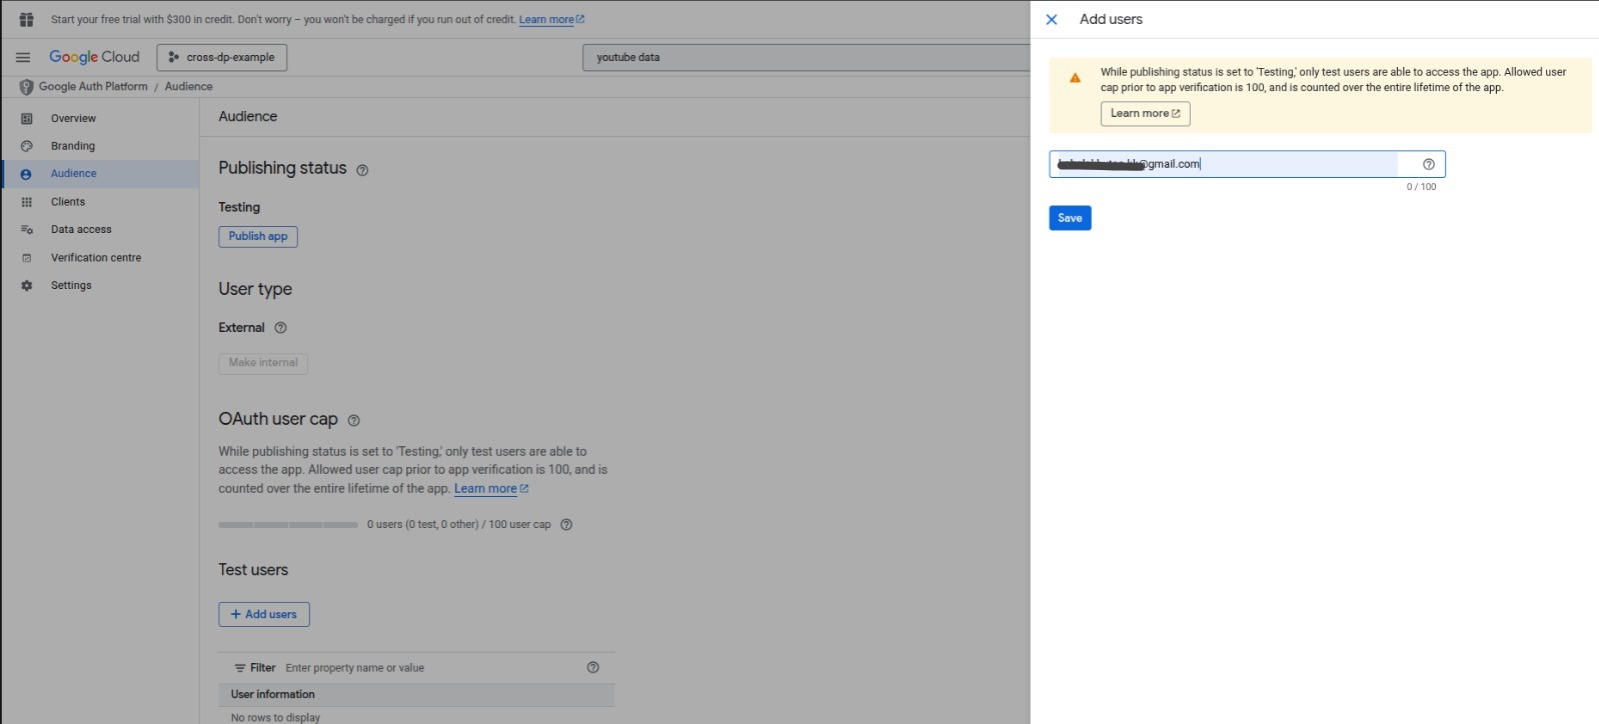 Start your free trial with $300 in credit. Don't worry – you won't be charged if you run out of credit. Learn more
Google Cloud
cross-dp-example
youtube data
Google Auth Platform / Audience
Overview
Branding
Audience
Clients
Data access
Verification centre
Settings
Audience
Publishing status
Testing
Publish app
User type
External
Make internal
OAuth user cap
While publishing status is set to 'Testing,' only test users are able to
access the app. Allowed user cap prior to app verification is 100, and is
counted over the entire lifetime of the app. Learn more
0 users (0 test, 0 other) / 100 user cap
Test users
+ Add users
Filter Enter property name or value
User information
No rows to display
Add users
While publishing status is set to 'Testing,' only test users are able to access the app. Allowed user
cap prior to app verification is 100, and is counted over the entire lifetime of the app.
Learn more
@gmail.com
0 / 100
Save